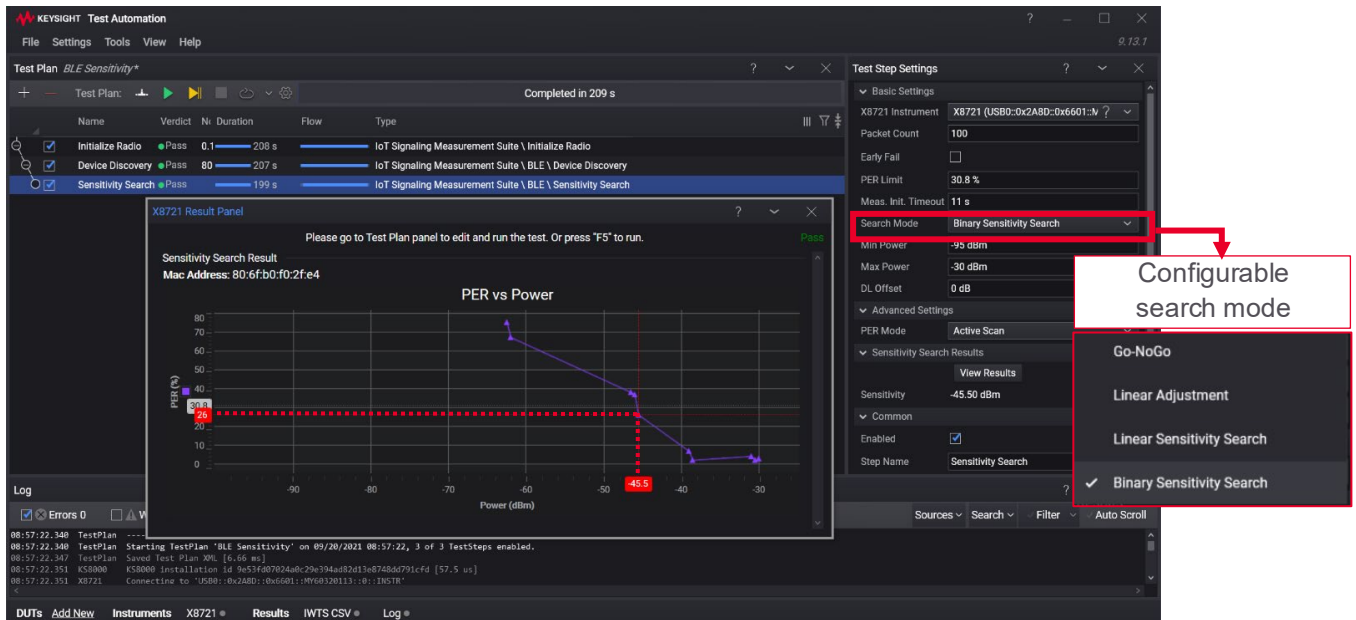 KEYSIGHT Test Automation
File Settings Tools View Help
9.13.1
Test Plan BLE Sensitivity*
Test Plan:
Completed in 209 s
Name Verdict Duration Flow Type
Initialize Radio Pass 0.1 208 s IoT Signaling Measurement Suite \ Initialize Radio
Device Discovery Pass 80 207 s IoT Signaling Measurement Suite \ BLE \ Device Discovery
Sensitivity Search Pass 199 s IoT Signaling Measurement Suite \ BLE \ Sensitivity Search
X8721 Result Panel
Please go to Test Plan panel to edit and run the test. Or press "F5" to run.
Pass
Sensitivity Search Result
Mac Address: 80:6f:b0:f0:2f:e4
PER vs Power
PER (%)
80
70
60
50
40
30.8
26
20
10
0
-90 -80 -70 -60 -50 -45.5 -40 -30
Power (dBm)
Test Step Settings
Basic Settings
X8721 Instrument X8721 (USB0::0x2A8D::0x6601::M
Packet Count 100
Early Fail
PER Limit 30.8 %
Meas. Init. Timeout 11 s
Search Mode Binary Sensitivity Search
Min Power -95 dBm
Max Power -30 dBm
DL Offset 0 dB
Advanced Settings
PER Mode Active Scan
Sensitivity Search Results
View Results
Sensitivity -45.50 dBm
Common
Enabled
Step Name Sensitivity Search
Configurable
search mode
Go-NoGo
Linear Adjustment
Linear Sensitivity Search
Binary Sensitivity Search
Log
Errors 0
Sources Search Filter Auto Scroll
08:57:22.340 TestPlan ----
08:57:22.340 TestPlan Starting TestPlan 'BLE Sensitivity' on 09/20/2021 08:57:22, 3 of 3 TestSteps enabled.
08:57:22.347 TestPlan Saved Test Plan XML [6.66 ms]
08:57:22.351 KS8000 KS8000 installation id 9e53fd07024a0c29e394ad82d13e8748dd791cfd [57.5 us]
08:57:22.351 X8721 Connecting to 'USB0::0x2A8D::0x6601::MY60320113::0::INSTR'
DUTs Add New Instruments X8721 Results IWTS CSV Log